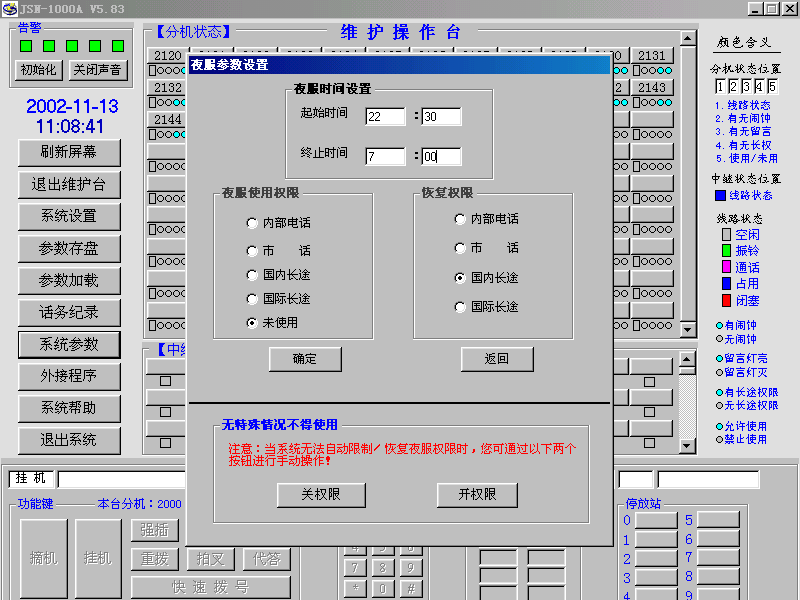 JSN-1000A V5.83
告警
初始化 关闭声音
2002-11-13
11:08:41
刷新屏幕
退出维护台
系统设置
参数存盘
参数加载
话务纪录
系统参数
外接程序
系统帮助
退出系统
【分机状态】 维护操作台
2120 2131
2132 2143
2144
夜服参数设置
夜服时间设置
起始时间 22 : 30
终止时间 7 : 00
夜服使用权限
内部电话
市 话
国内长途
国际长途
未使用
恢复权限
内部电话
市 话
国内长途
国际长途
确定 返回
无特殊情况不得使用
注意：当系统无法自动限制/恢复夜服权限时，您可通过以下两个
按钮进行手动操作!
关权限 开权限
颜色含义
分机状态位置
1 2 3 4 5
1. 线路状态
2. 有无闹钟
3. 有无留言
4. 有无长权
5. 使用/未用
中继状态位置
线路状态
线路状态
空闲
振铃
通话
占用
闭塞
有闹钟
无闹钟
留言灯亮
留言灯灭
有长途权限
无长途权限
允许使用
禁止使用
挂 机
功能键 本台分机：2000
摘机 挂机 强插
重拨 拍叉 代答
快速拨号
7 8 9
* 0 #
停放站
0 5
1 6
2 7
3 8
4 9